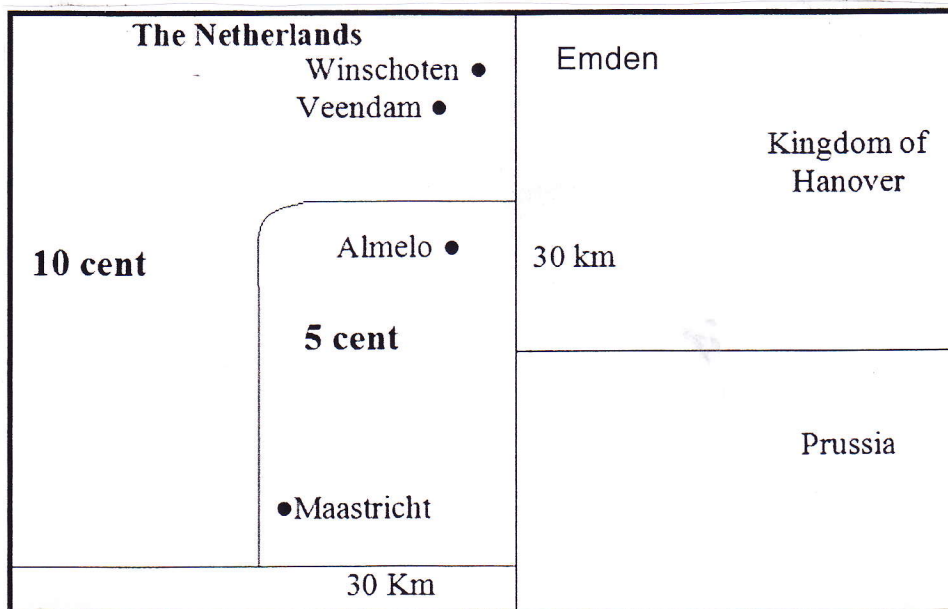 The Netherlands
Winschoten
Veendam
Emden
Kingdom of
Hanover
10 cent
Almelo
30 km
5 cent
Prussia
Maastricht
30 Km